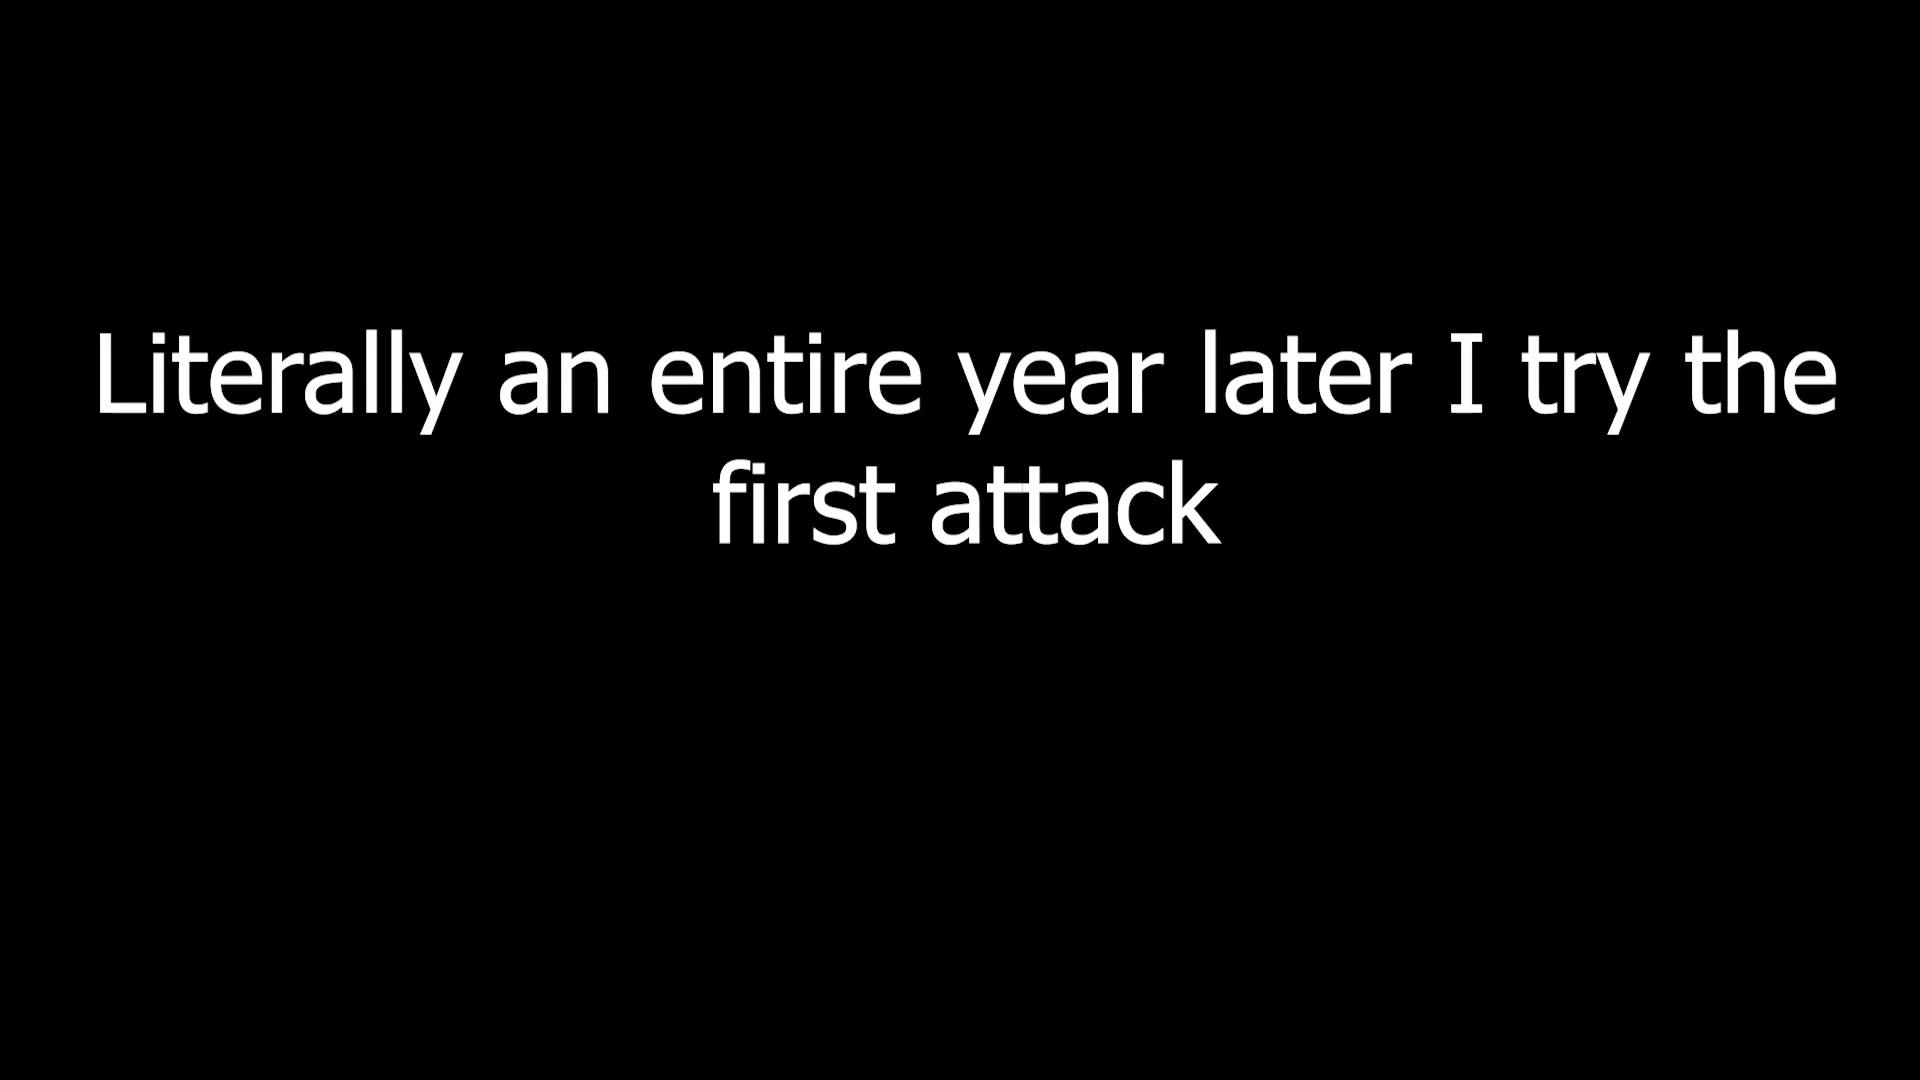 Literally an entire year later I try the
first attack